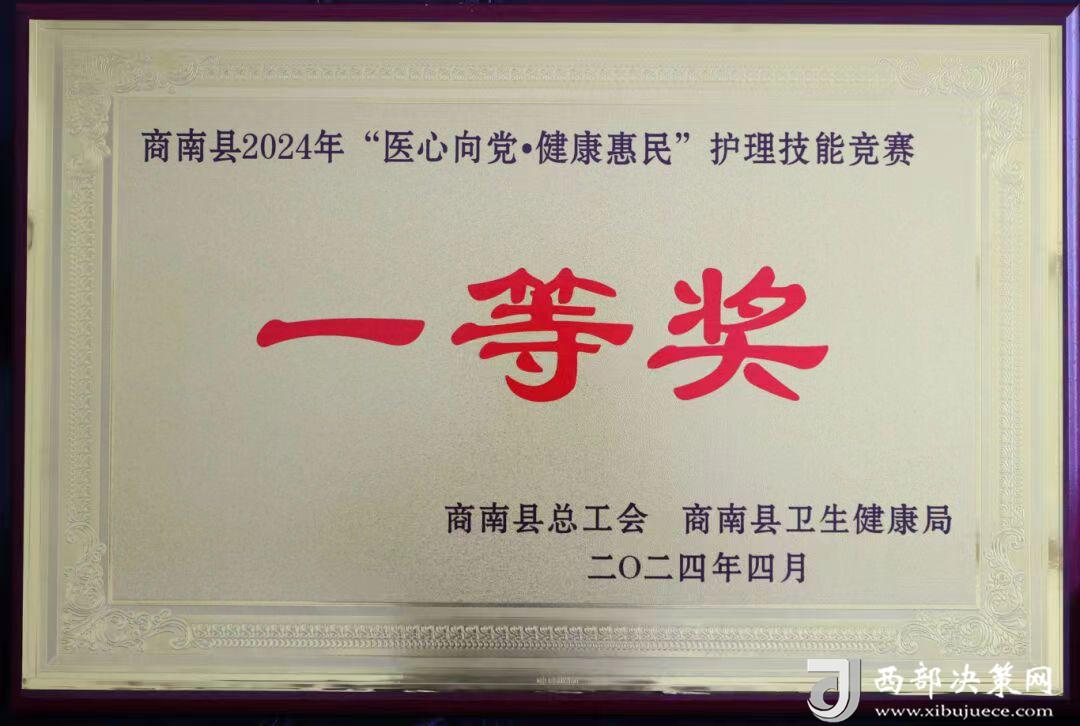 商南县2024年“医心向党•健康惠民”护理技能竞赛
一等奖
商南县总工会 商南县卫生健康局
二〇二四年四月
西部决策网
www.xibujuece.com